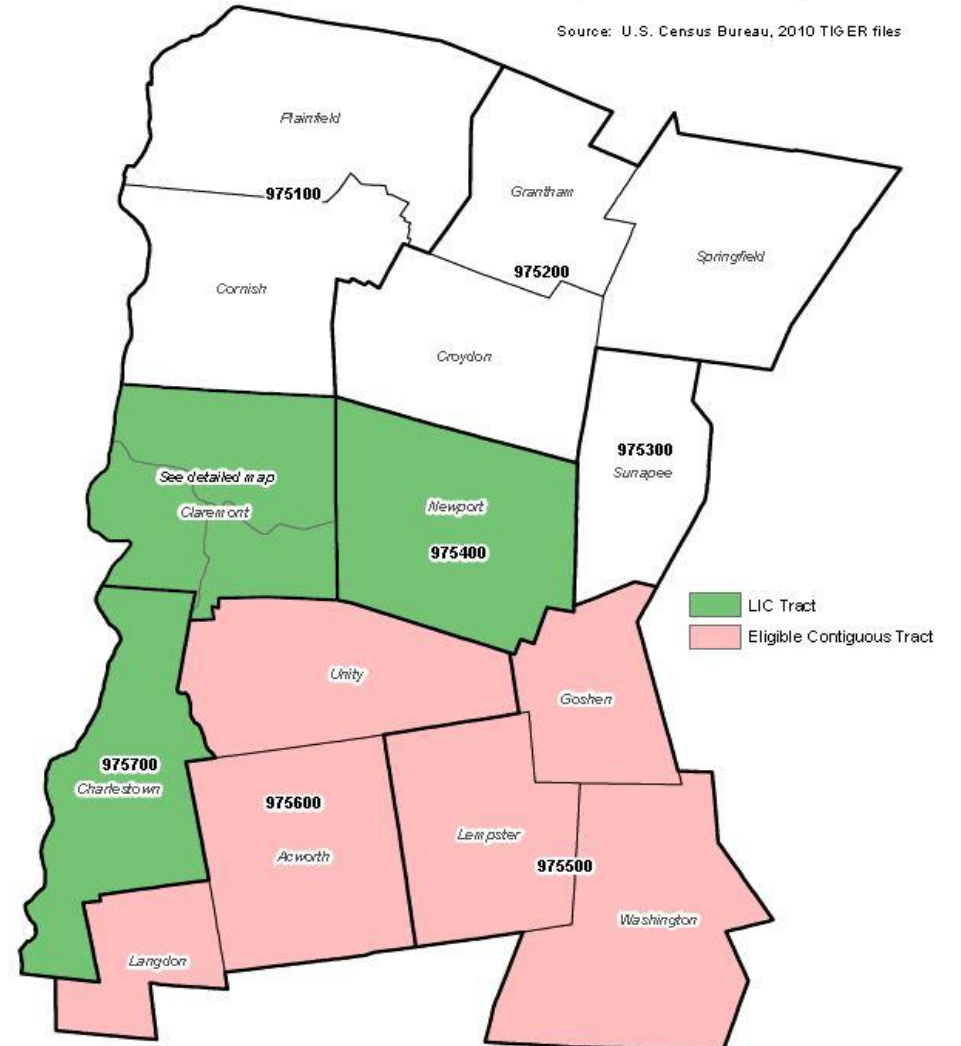 Source: U.S. Census Bureau, 2010 TIGER files
Plainfield
975100
Grantham
Springfield
975200
Cornish
Croydon
975300
Sunapee
See detailed map
Claremont
Newport
975400
LIC Tract
Eligible Contiguous Tract
Unity
Goshen
975700
Charlestown
975600
Acworth
Lempster
975500
Washington
Langdon